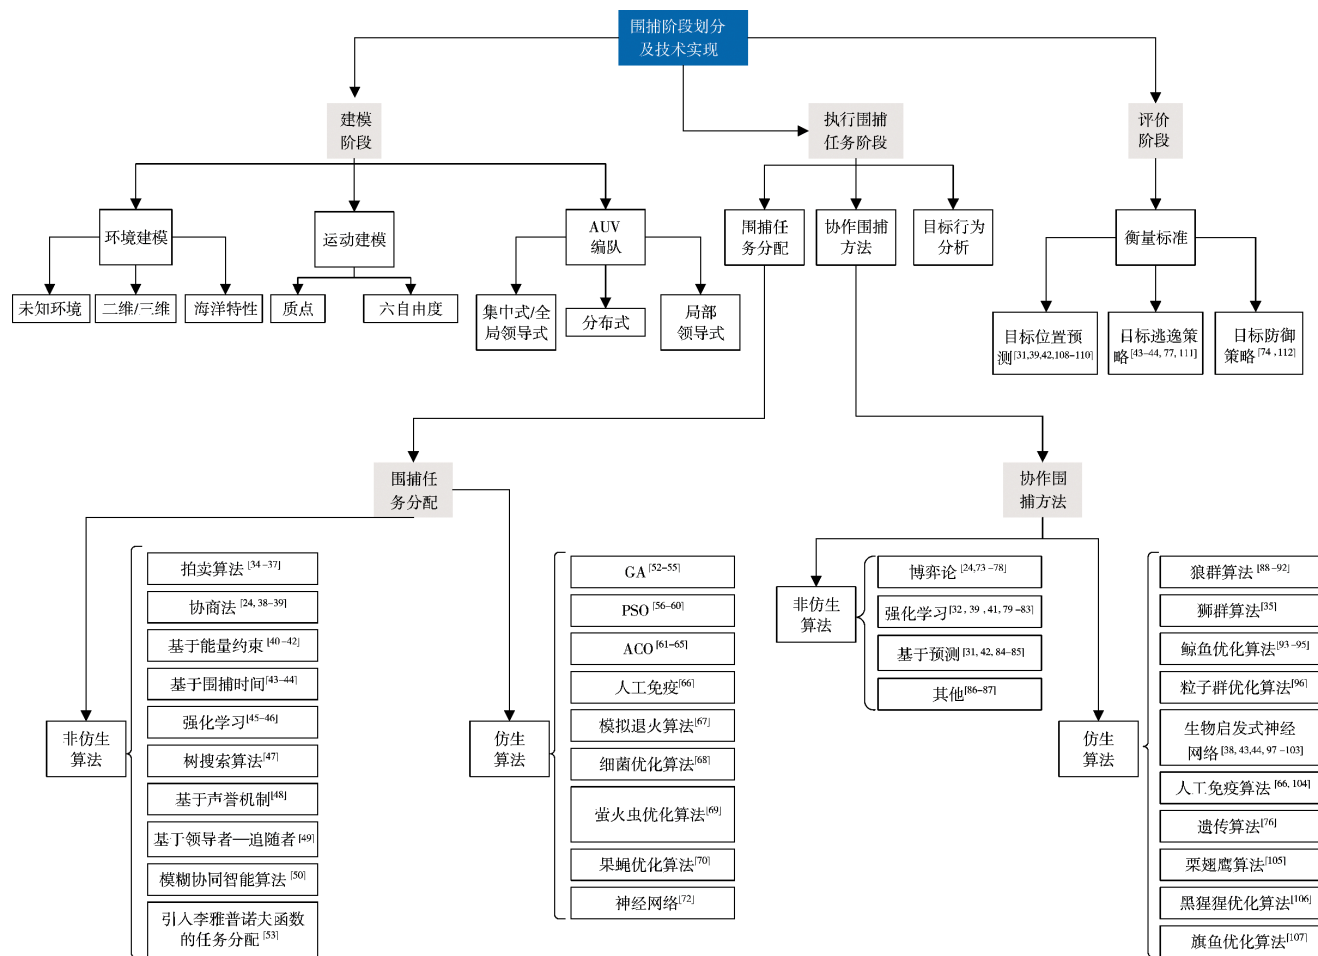 围捕阶段划分
及技术实现
建模
阶段
执行围捕
任务阶段
评价
阶段
环境建模
运动建模
AUV
编队
围捕任
务分配
协作围捕
方法
目标行为
分析
衡量标准
未知环境
二维/三维
海洋特性
质点
六自由度
集中式/全
局领导式
分布式
局部
领导式
目标位置预
测[31,39,42,108-110]
目标逃逸策
略[43-44, 77, 111]
目标防御
策略[74 ,112]
围捕任
务分配
协作围
捕方法
非仿生
算法
拍卖算法 [34-37]
协商法 [24, 38-39]
基于能量约束 [40-42]
基于围捕时间[43-44]
强化学习[45-46]
树搜索算法[47]
基于声誉机制[48]
基于领导者—追随者 [49]
模糊协同智能算法 [50]
引入李雅普诺夫函数
的任务分配 [53]
仿生
算法
GA [52-55]
PSO [56-60]
ACO [61-65]
人工免疫[66]
模拟退火算法[67]
细菌优化算法[68]
萤火虫优化算法[69]
果蝇优化算法[70]
神经网络[72]
非仿生
算法
博弈论 [24,73-78]
强化学习 [32, 39 , 41, 79-83]
基于预测 [31, 42, 84-85]
其他[86-87]
仿生
算法
狼群算法 [88-92]
狮群算法[35]
鲸鱼优化算法[93-95]
粒子群优化算法[96]
生物启发式神经
网络[38, 43,44, 97-103]
人工免疫算法 [66, 104]
遗传算法[76]
栗翅鹰算法[105]
黑猩猩优化算法[106]
旗鱼优化算法[107]